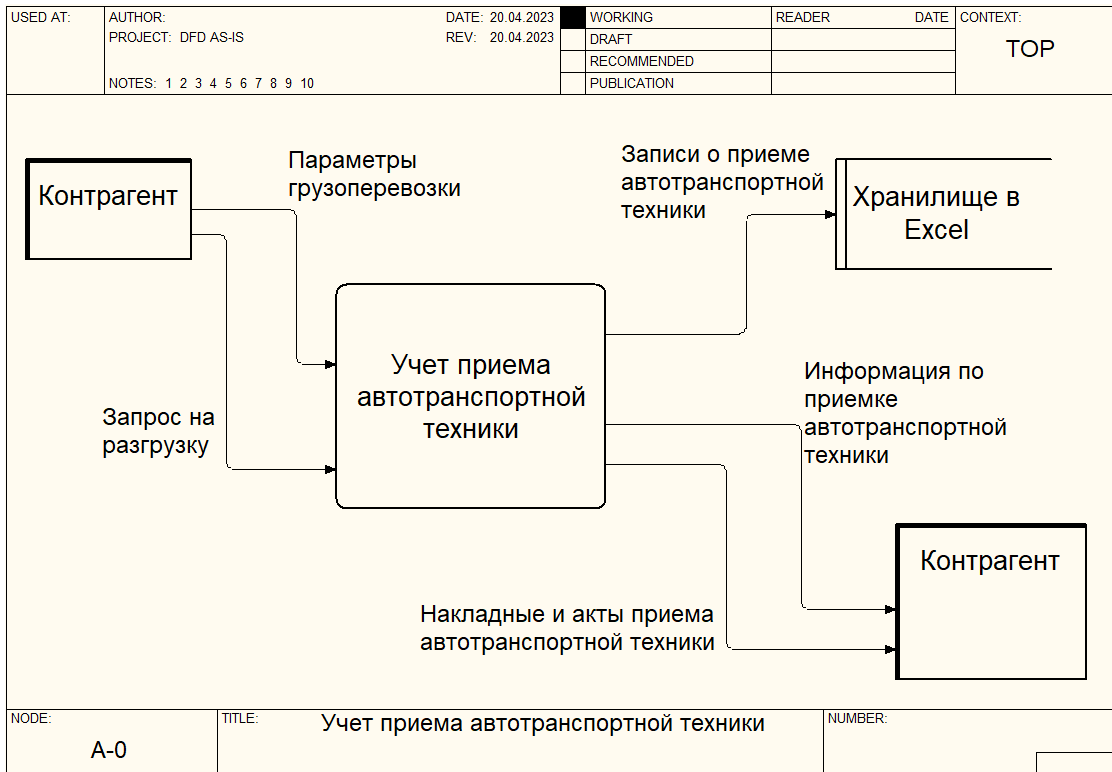 USED AT:
AUTHOR:
DATE: 20.04.2023
PROJECT: DFD AS-IS
REV: 20.04.2023
NOTES: 1 2 3 4 5 6 7 8 9 10
WORKING
DRAFT
RECOMMENDED
PUBLICATION
READER
DATE
CONTEXT:
TOP
Контрагент
Параметры
грузоперевозки
Записи о приеме
автотранспортной
техники
Хранилище в
Excel
Учет приема
автотранспортной
техники
Запрос на
разгрузку
Информация по
приемке
автотранспортной
техники
Контрагент
Накладные и акты приема
автотранспортной техники
NODE:
A-0
TITLE:
Учет приема автотранспортной техники
NUMBER: